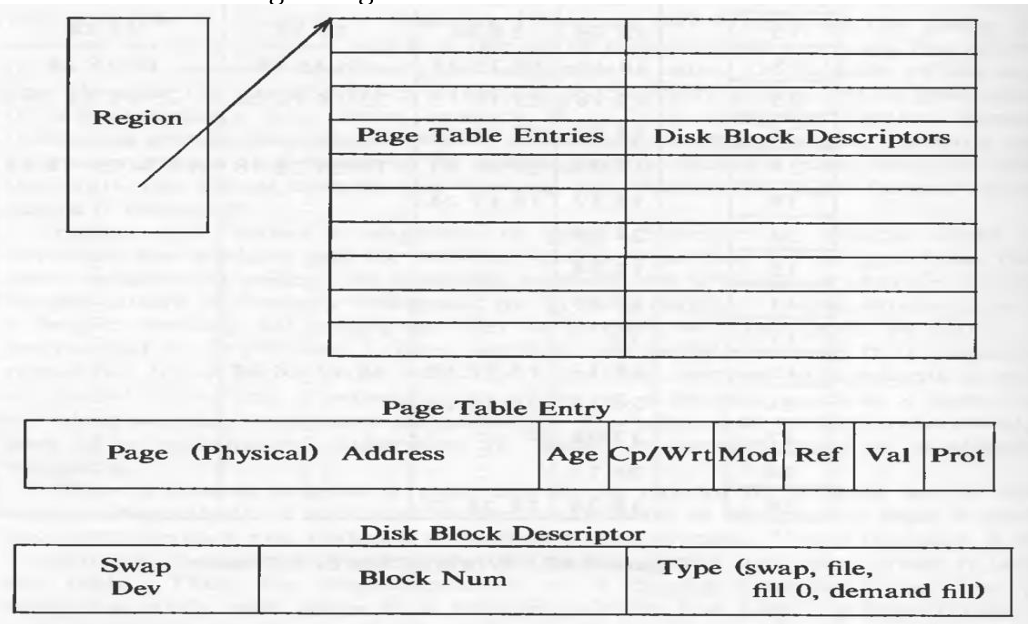 Region
Page Table Entries Disk Block Descriptors
Page Table Entry
Page (Physical) Address Age Cp/Wrt Mod Ref Val Prot
Disk Block Descriptor
Swap Dev Block Num Type (swap, file, fill 0, demand fill)